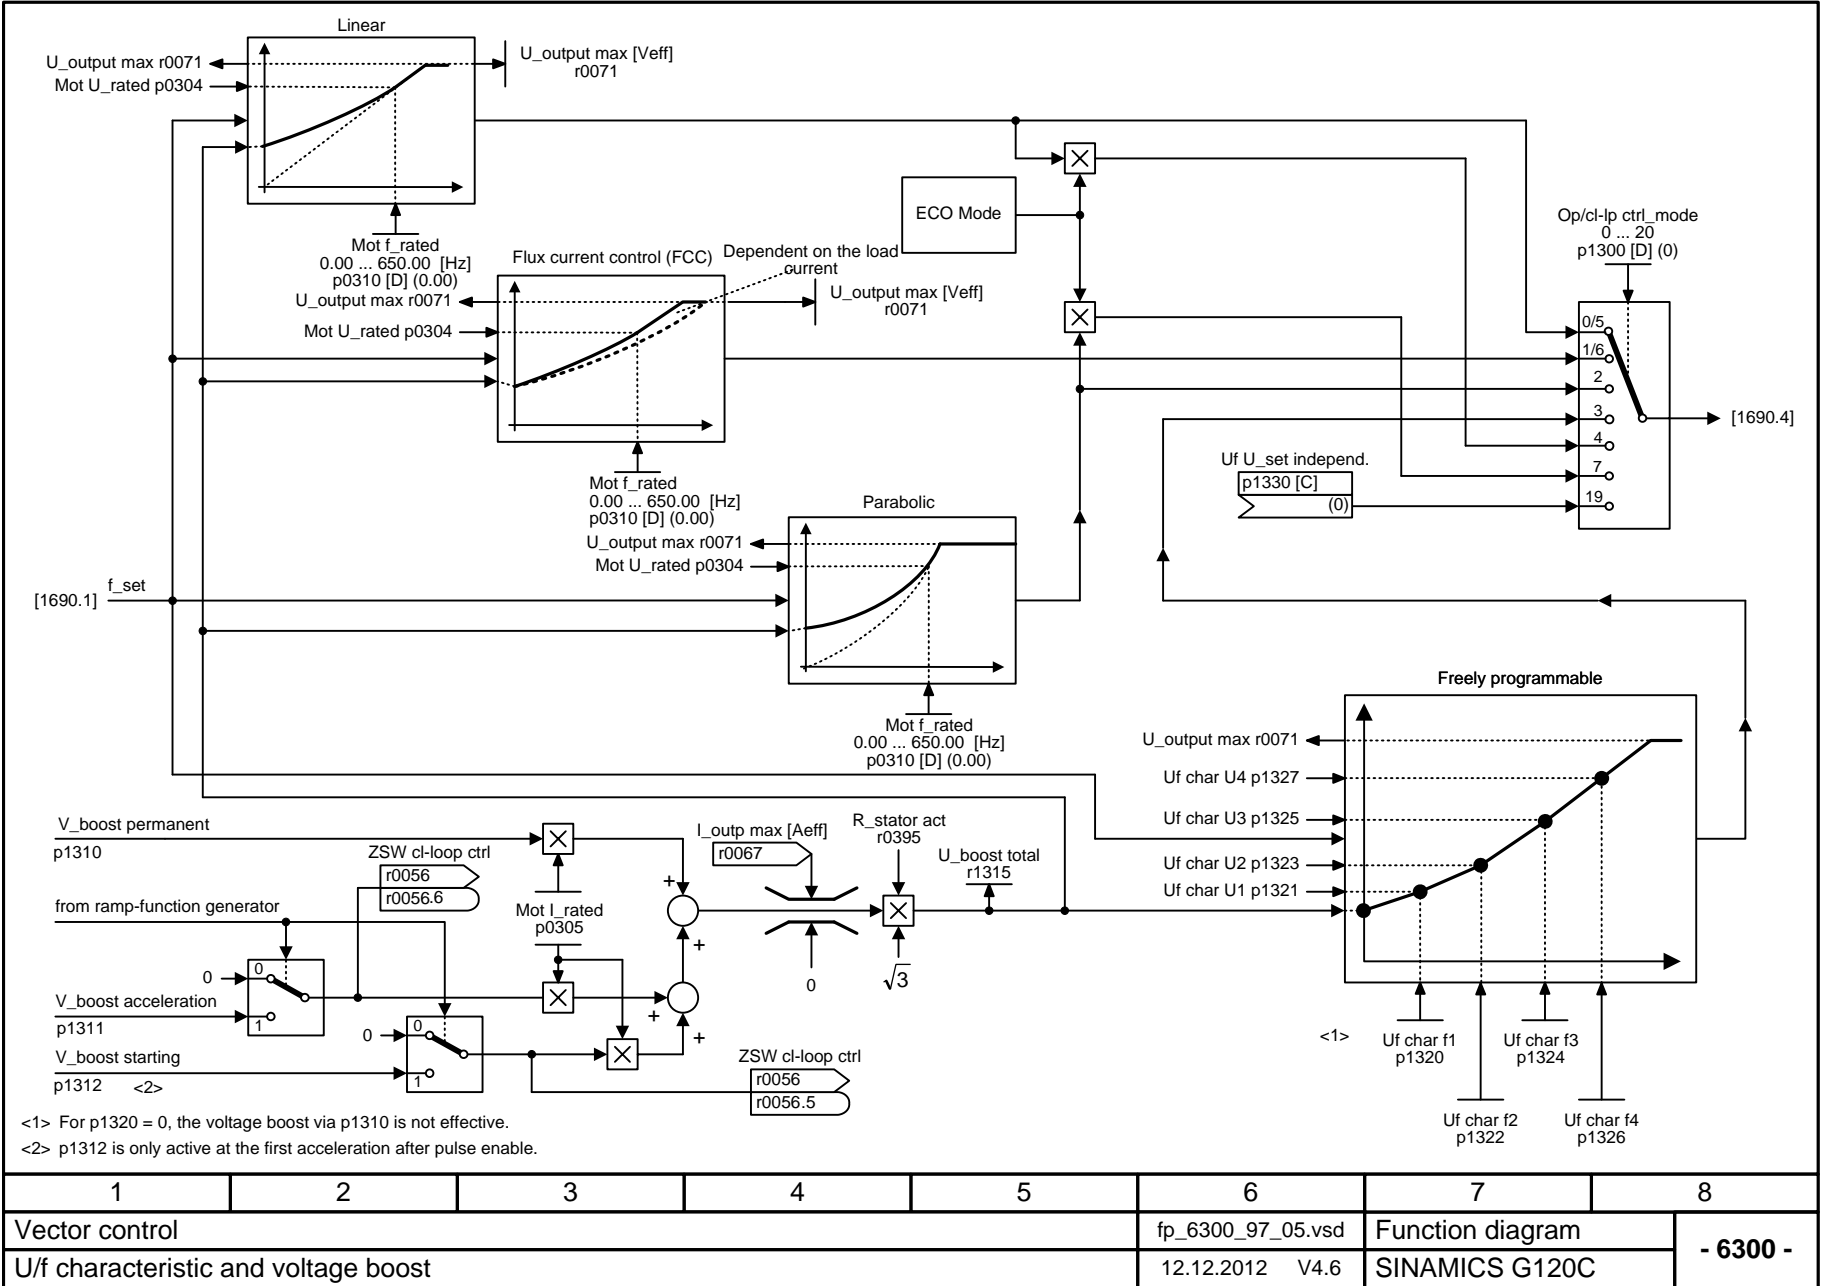 Linear
U_output max r0071
Mot U_rated p0304
U_output max [Veff]
r0071
Mot f_rated
0.00 ... 650.00 [Hz]
p0310 [D] (0.00)
Flux current control (FCC)
Dependent on the load
current
U_output max r0071
Mot U_rated p0304
U_output max [Veff]
r0071
Mot f_rated
0.00 ... 650.00 [Hz]
p0310 [D] (0.00)
ECO Mode
Op/cl-lp ctrl_mode
0 ... 20
p1300 [D] (0)
0/5
1/6
2
3
4
7
19
[1690.4]
Uf U_set independ.
p1330 [C]
(0)
Parabolic
U_output max r0071
Mot U_rated p0304
Mot f_rated
0.00 ... 650.00 [Hz]
p0310 [D] (0.00)
f_set
[1690.1]
Freely programmable
U_output max r0071
Uf char U4 p1327
Uf char U3 p1325
Uf char U2 p1323
Uf char U1 p1321
<1>
Uf char f1
p1320
Uf char f3
p1324
Uf char f2
p1322
Uf char f4
p1326
V_boost permanent
p1310
ZSW cl-loop ctrl
r0056
r0056.6
from ramp-function generator
Mot I_rated
p0305
I_outp max [Aeff]
r0067
R_stator act
r0395
U_boost total
r1315
+
+
0
√3
0
0
1
V_boost acceleration
p1311
0
0
1
+
+
V_boost starting
p1312 <2>
ZSW cl-loop ctrl
r0056
r0056.5
<1> For p1320 = 0, the voltage boost via p1310 is not effective.
<2> p1312 is only active at the first acceleration after pulse enable.
1 2 3 4 5 6 7 8
Vector control
fp_6300_97_05.vsd
Function diagram
- 6300 -
U/f characteristic and voltage boost
12.12.2012 V4.6
SINAMICS G120C